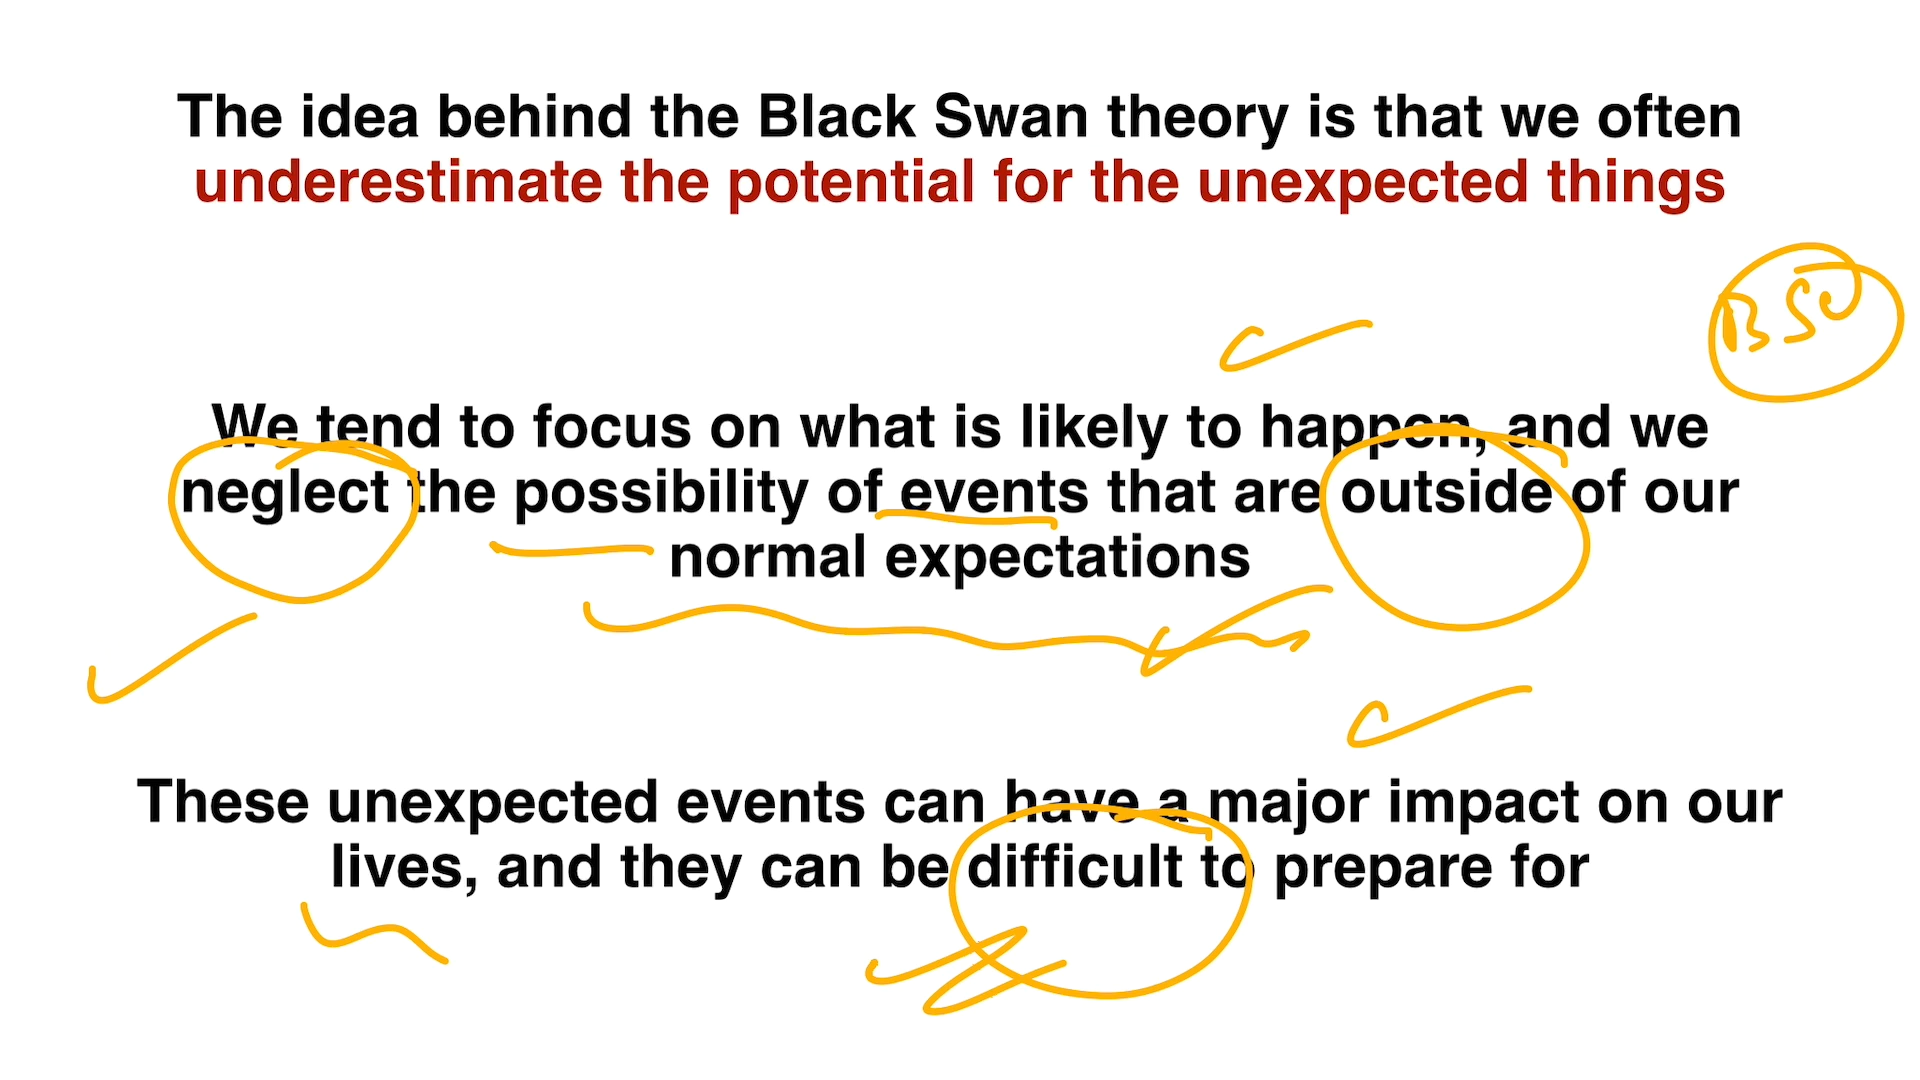 The idea behind the Black Swan theory is that we often
underestimate the potential for the unexpected things
We tend to focus on what is likely to happen, and we
neglect the possibility of events that are outside of our
normal expectations
These unexpected events can have a major impact on our
lives, and they can be difficult to prepare for